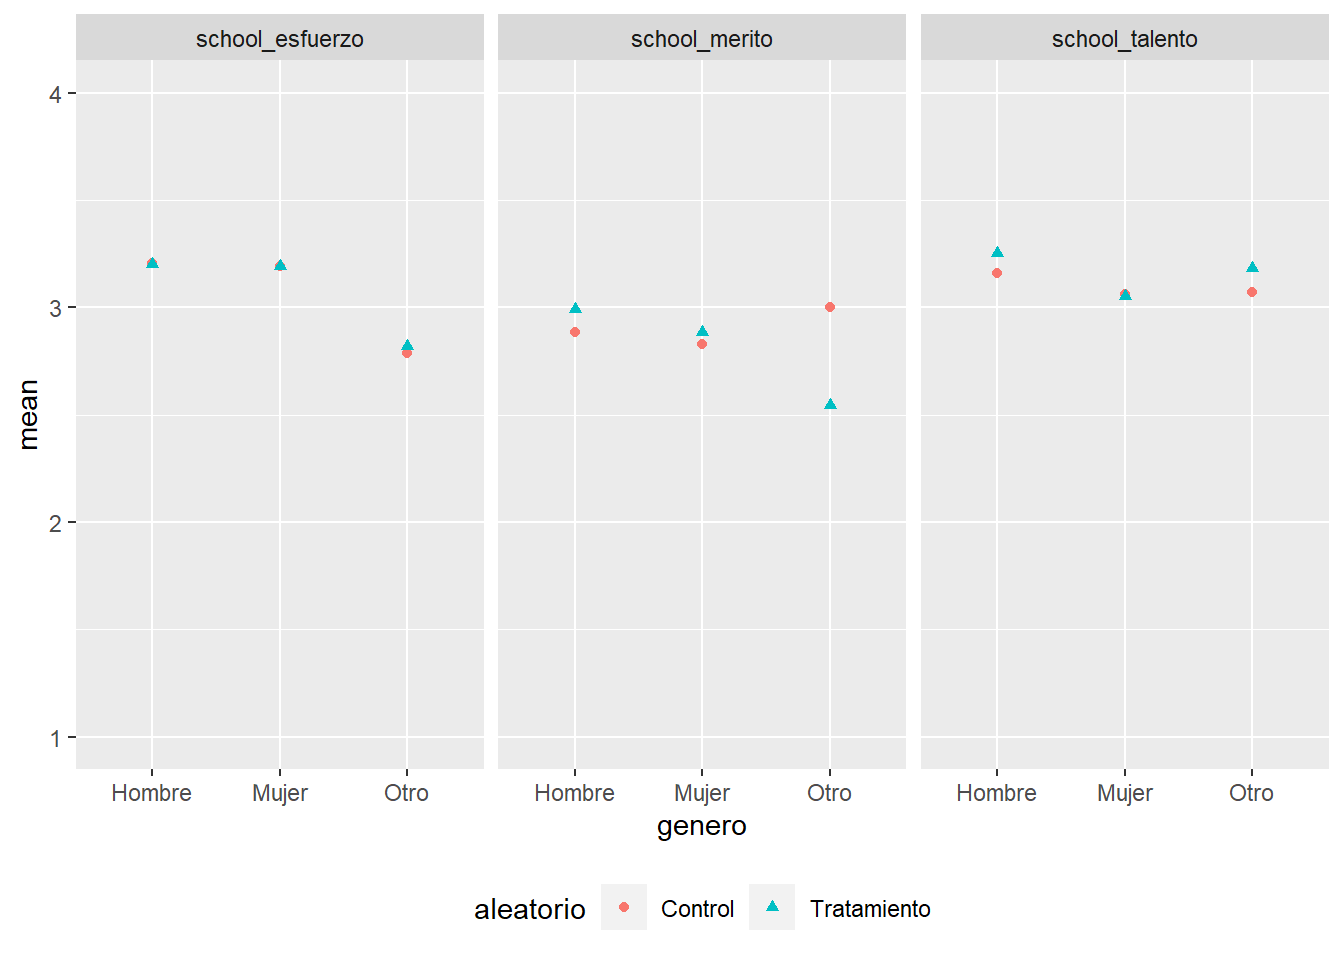 school_esfuerzo school_merito school_talento
4
3
2
1
mean
Hombre Mujer Otro Hombre Mujer Otro Hombre Mujer Otro
genero
aleatorio Control Tratamiento